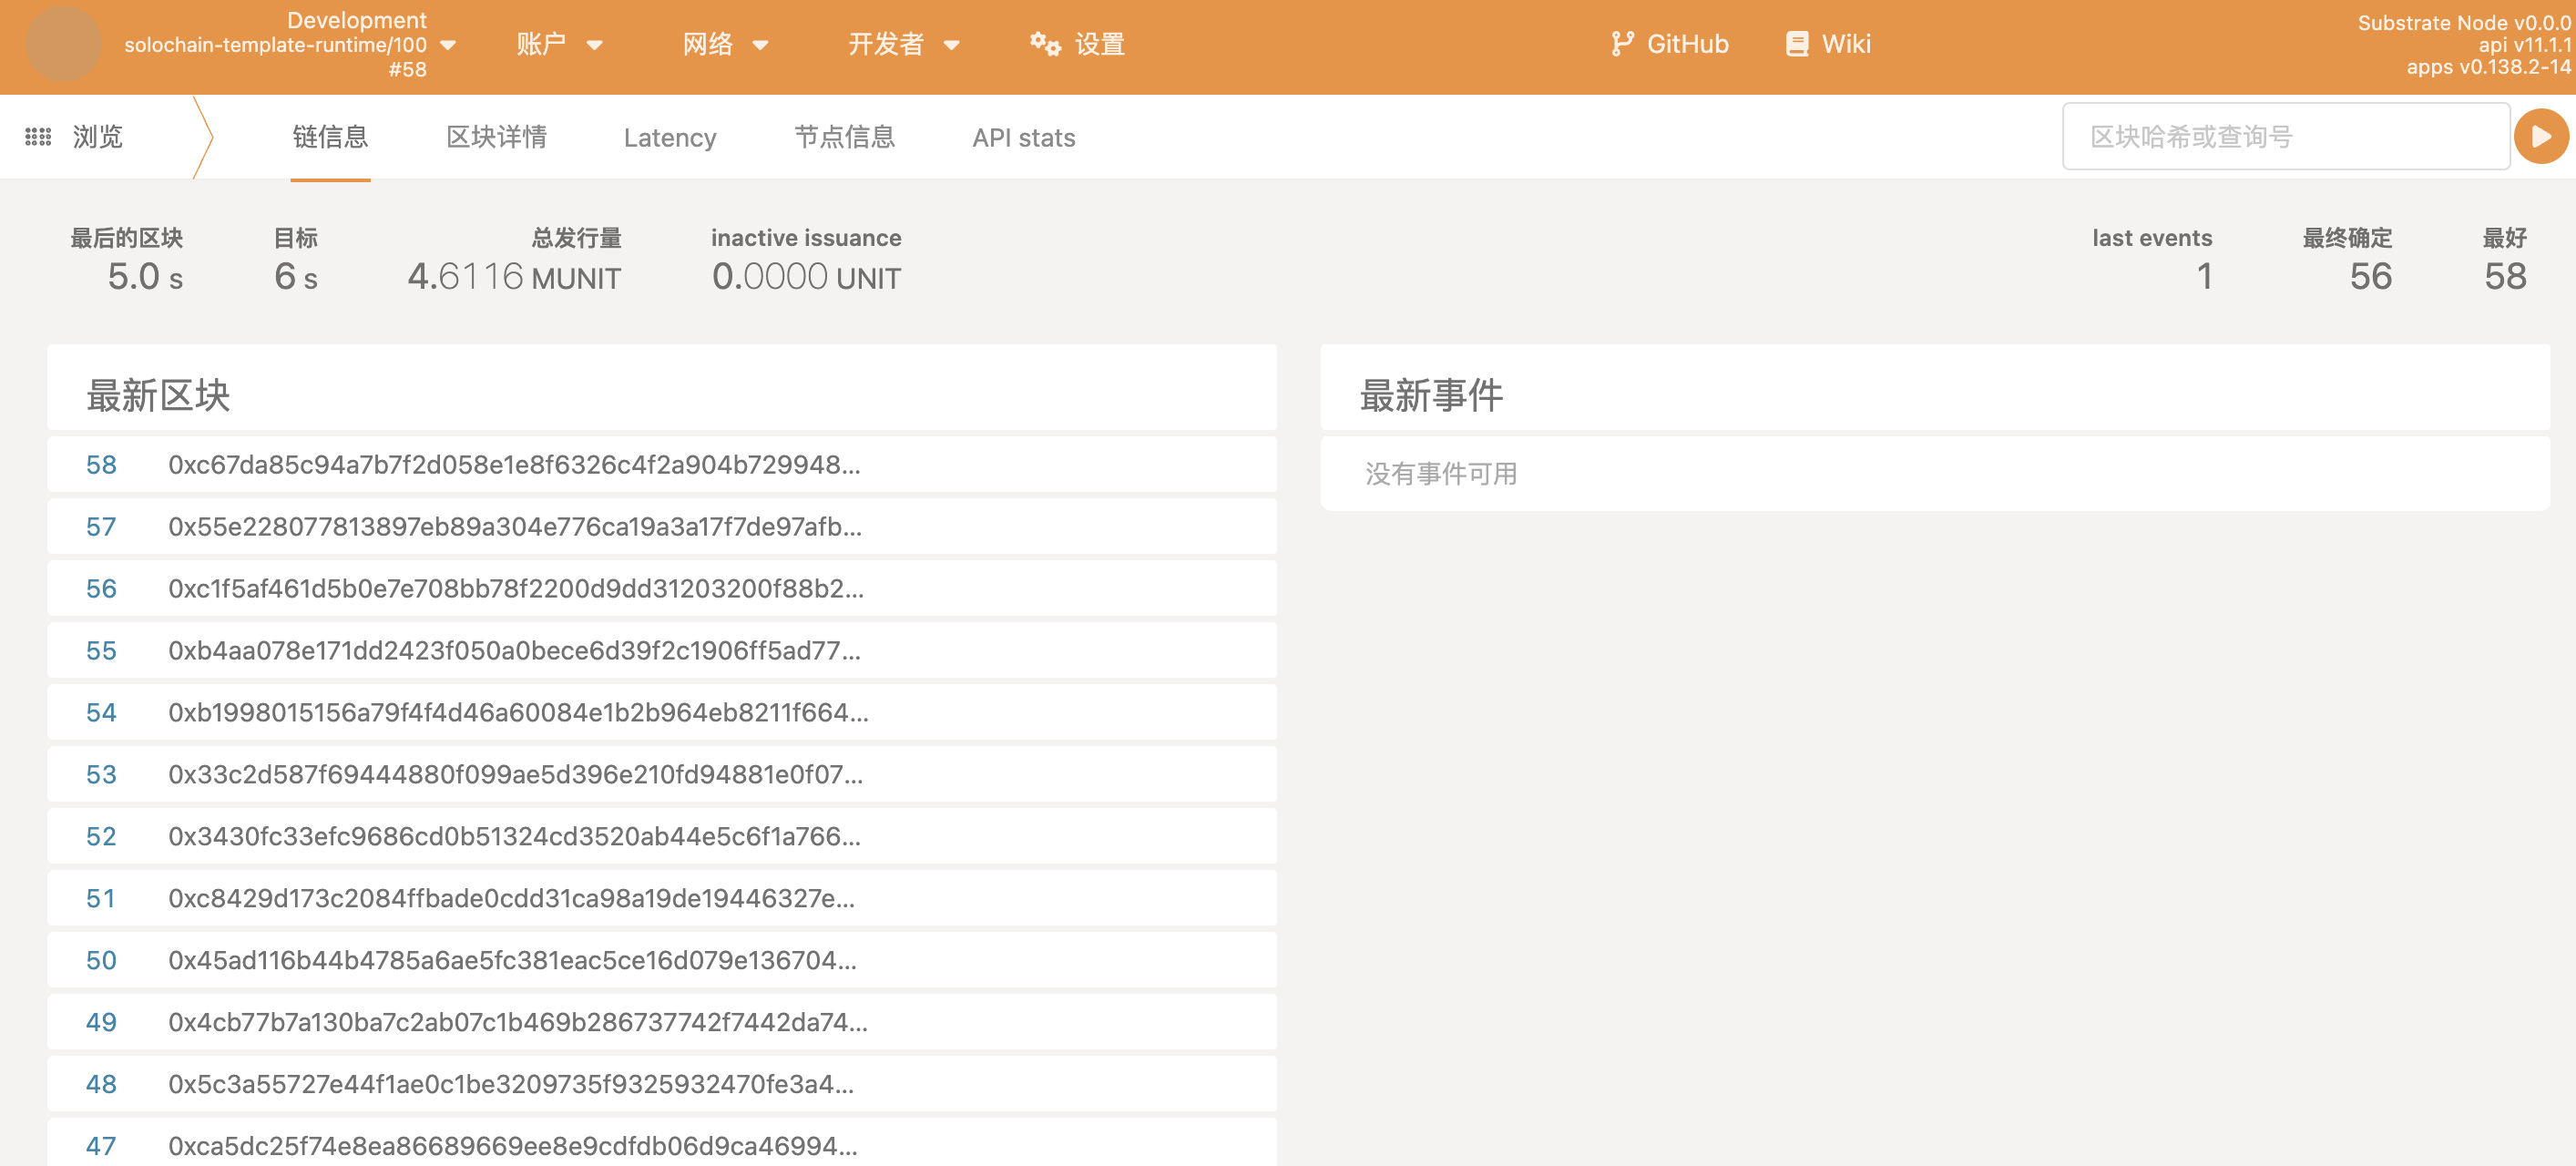 Development
solochain-template-runtime/100
#58
账户
网络
开发者
设置
GitHub
Wiki
Substrate Node v0.0.0
api v11.1.1
apps v0.138.2-14
浏览
链信息
区块详情
Latency
节点信息
API stats
区块哈希或查询号
最后的区块
5.0 s
目标
6 s
总发行量
4.6116 MUNIT
inactive issuance
0.0000 UNIT
last events
1
最终确定
56
最好
58
最新区块
58 0xc67da85c94a7b7f2d058e1e8f6326c4f2a904b729948...
57 0x55e228077813897eb89a304e776ca19a3a17f7de97afb...
56 0xc1f5af461d5b0e7e708bb78f2200d9dd31203200f88b2...
55 0xb4aa078e171dd2423f050a0bece6d39f2c1906ff5ad77...
54 0xb1998015156a79f4f4d46a60084e1b2b964eb8211f664...
53 0x33c2d587f69444880f099ae5d396e210fd94881e0f07...
52 0x3430fc33efc9686cd0b51324cd3520ab44e5c6f1a766...
51 0xc8429d173c2084ffbade0cdd31ca98a19de19446327e...
50 0x45ad116b44b4785a6ae5fc381eac5ce16d079e136704...
49 0x4cb77b7a130ba7c2ab07c1b469b286737742f7442da74...
48 0x5c3a55727e44f1ae0c1be3209735f9325932470fe3a4...
47 0xca5dc25f74e8ea86689669ee8e9cdfdb06d9ca46994...
最新事件
没有事件可用